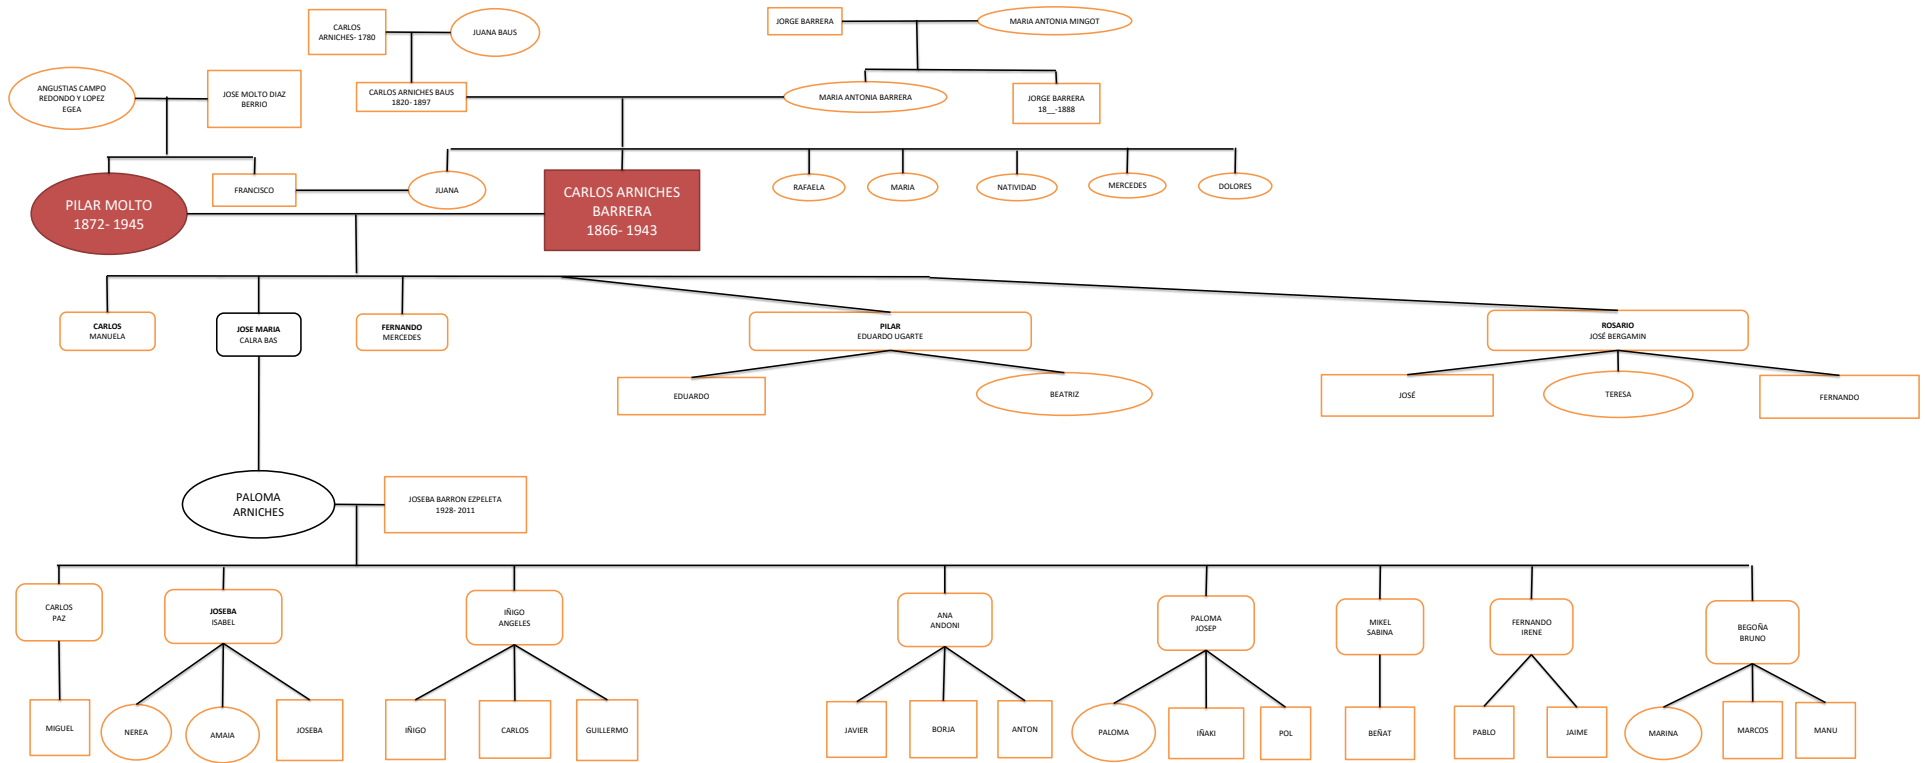 CARLOS
ARNICHES- 1780
JUANA BAUS
JORGE BARRERA
MARIA ANTONIA MINGOT
ANGUSTIAS CAMPO
REDONDO Y LOPEZ
EGEA
JOSE MOLTO DIAZ
BERRIO
CARLOS ARNICHES BAUS
1820- 1897
MARIA ANTONIA BARRERA
JORGE BARRERA
18__-1888
PILAR MOLTO
1872- 1945
FRANCISCO
JUANA
CARLOS ARNICHES
BARRERA
1866- 1943
RAFAELA
MARIA
NATIVIDAD
MERCEDES
DOLORES
CARLOS
MANUELA
JOSE MARIA
CALRA BAS
FERNANDO
MERCEDES
PILAR
EDUARDO UGARTE
ROSARIO
JOSÉ BERGAMIN
EDUARDO
BEATRIZ
JOSÉ
TERESA
FERNANDO
PALOMA
ARNICHES
JOSEBA BARRON EZPELETA
1928- 2011
CARLOS
PAZ
JOSEBA
ISABEL
IÑIGO
ANGELES
ANA
ANDONI
PALOMA
JOSEP
MIKEL
SABINA
FERNANDO
IRENE
BEGOÑA
BRUNO
MIGUEL
NEREA
AMAIA
JOSEBA
IÑIGO
CARLOS
GUILLERMO
JAVIER
BORJA
ANTON
PALOMA
IÑAKI
POL
BEÑAT
PABLO
JAIME
MARINA
MARCOS
MANU